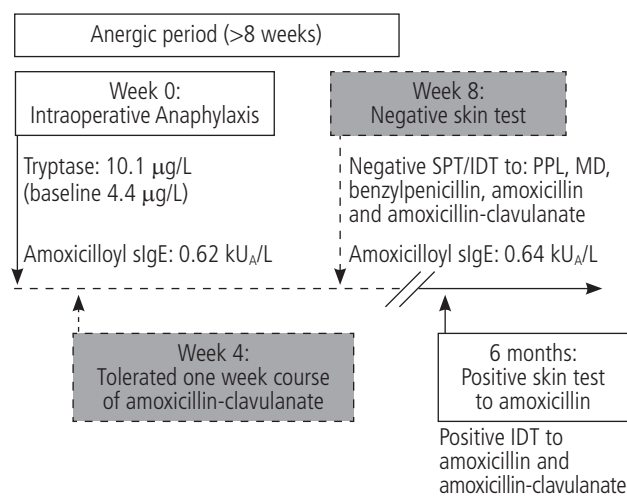 Anergic period (>8 weeks)
Week 0:
Intraoperative Anaphylaxis
Week 8:
Negative skin test
Tryptase: 10.1 µg/L
(baseline 4.4 µg/L)
Amoxicilloyl sIgE: 0.62 kUA/L
Negative SPT/IDT to: PPL, MD,
benzylpenicillin, amoxicillin
and amoxicillin-clavulanate
Amoxicilloyl sIgE: 0.64 kUA/L
Week 4:
Tolerated one week course
of amoxicillin-clavulanate
6 months:
Positive skin test
to amoxicillin
Positive IDT to
amoxicillin and
amoxicillin-clavulanate